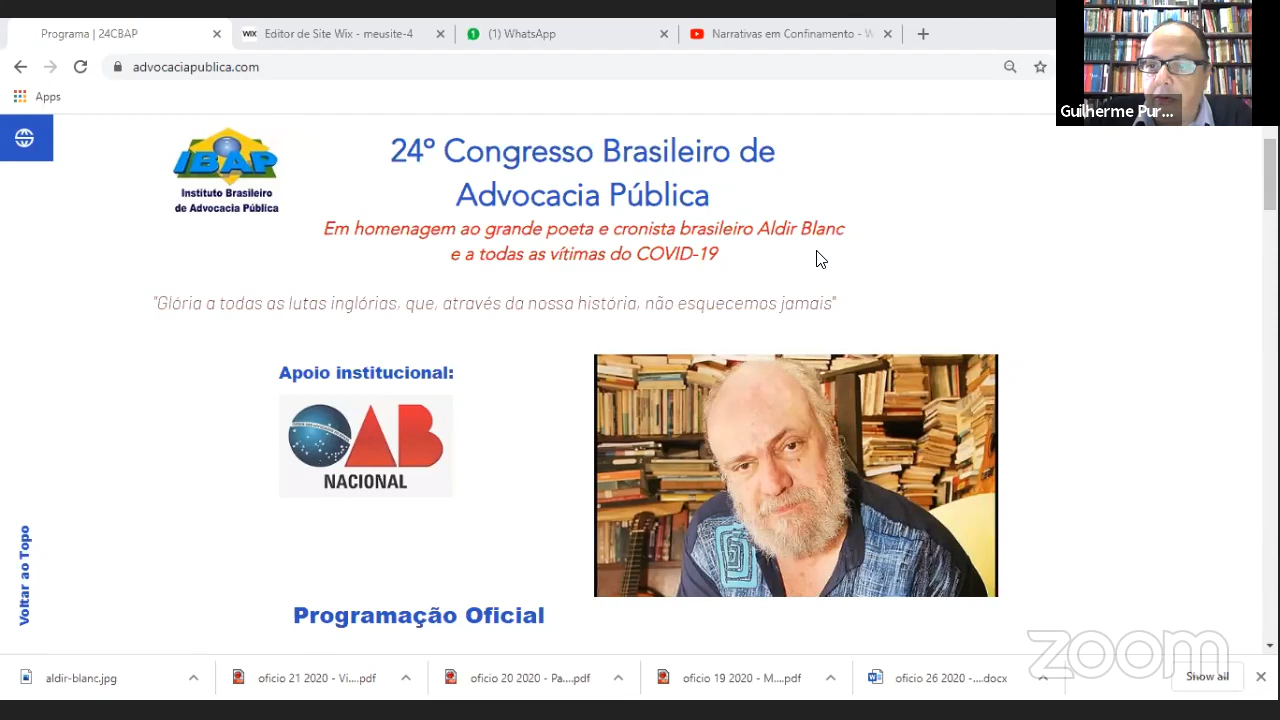 Programa | 24CBAP
WIX Editor de Site Wix - meusite-4
1 (1) WhatsApp
Narrativas em Confinamento - W
advocaciapublica.com
Apps
Guilherme Pur...
IBAP
Instituto Brasileiro
de Advocacia Pública
24º Congresso Brasileiro de
Advocacia Pública
Em homenagem ao grande poeta e cronista brasileiro Aldir Blanc
e a todas as vítimas do COVID-19
"Glória a todas as lutas inglórias, que, através da nossa história, não esquecemos jamais"
Apoio institucional:
OAB
NACIONAL
Voltar ao Topo
Programação Oficial
zoom
aldir-blanc.jpg
oficio 21 2020 - Vi....pdf
oficio 20 2020 - Pa....pdf
oficio 19 2020 - M....pdf
oficio 26 2020 -....docx
Show all